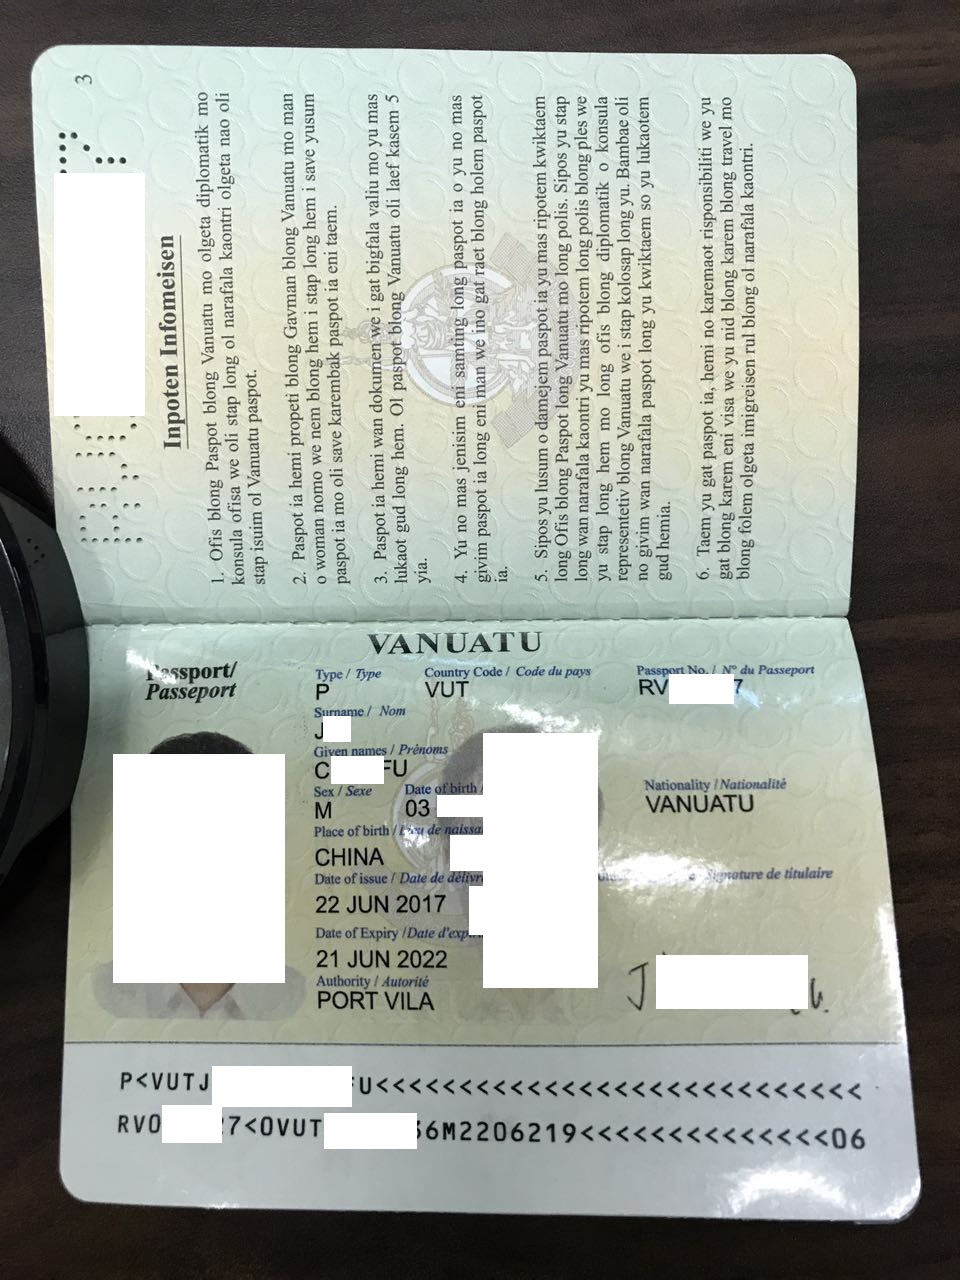 3
Inpoten Infomeisen
1. Ofis blong Paspot blong Vanuatu mo olgeta diplomatik mo
konsula ofisa we oli stap long ol narafala kaontri olgeta nao oli
stap isuim ol Vanuatu paspot.
2. Paspot ia hemi propeti blong Gavman blong Vanuatu mo man
o woman nomo we nem blong hem i stap long hem i save yusum
paspot ia mo oli save karembak paspot ia eni taem.
3. Paspot ia hemi wan dokumen we i gat bigfala valiu mo yu mas
lukaot gud long hem. Ol paspot blong Vanuatu oli laef kasem 5
yia.
4. Yu no mas jenisim eni samting long paspot ia o yu no mas
givim paspot ia long eni man we ino gat raet blong holem paspot
ia.
5. Sipos yu lusum o damejem paspot ia yu mas ripotem kwiktaem
long Ofis blong Paspot long Vanuatu mo long polis. Sipos yu stap
long wan narafala kaontri yu mas ripotem long polis blong ples we
yu stap long hem mo long ofis blong diplomatik o konsula
representetiv blong Vanuatu we i stap kolosap long yu. Bambae oli
no givim wan narafala paspot long yu kwiktaem so yu lukaotem
gud hemia.
6. Taem yu gat paspot ia, hemi no karemaot risponsibiliti we yu
gat blong karem eni visa we yu nid blong karem blong travel mo
blong folem olgeta imigreisen rul blong ol narafala kaontri.
VANUATU
Passport/
Passeport
Type / Type
Country Code / Code du pays
Passport No. / Nº du Passeport
P
VUT
RV 7
Surname / Nom
J
Given names / Prénoms
C FU
Sex / Sexe
Date of birth /
M
03
Nationality / Nationalité
VANUATU
Place of birth / Lieu de naissa
CHINA
Date of issue / Date de délivr
Signature de titulaire
22 JUN 2017
Date of Expiry / Date d'exp
21 JUN 2022
Authority / Autorité
PORT VILA
J
P<VUTJ U<<<<<<<<<<<<<<<<<<<<<<<<<<<<
RV0 7<0VUT 6M2206219<<<<<<<<<<<<<<06